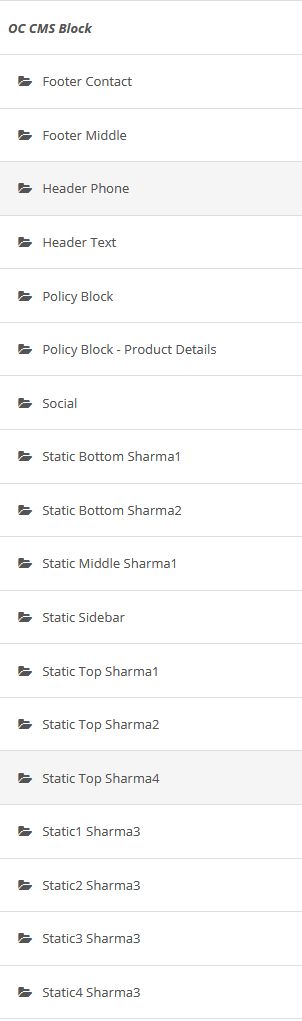 OC CMS Block
Footer Contact
Footer Middle
Header Phone
Header Text
Policy Block
Policy Block - Product Details
Social
Static Bottom Sharma1
Static Bottom Sharma2
Static Middle Sharma1
Static Sidebar
Static Top Sharma1
Static Top Sharma2
Static Top Sharma4
Static1 Sharma3
Static2 Sharma3
Static3 Sharma3
Static4 Sharma3